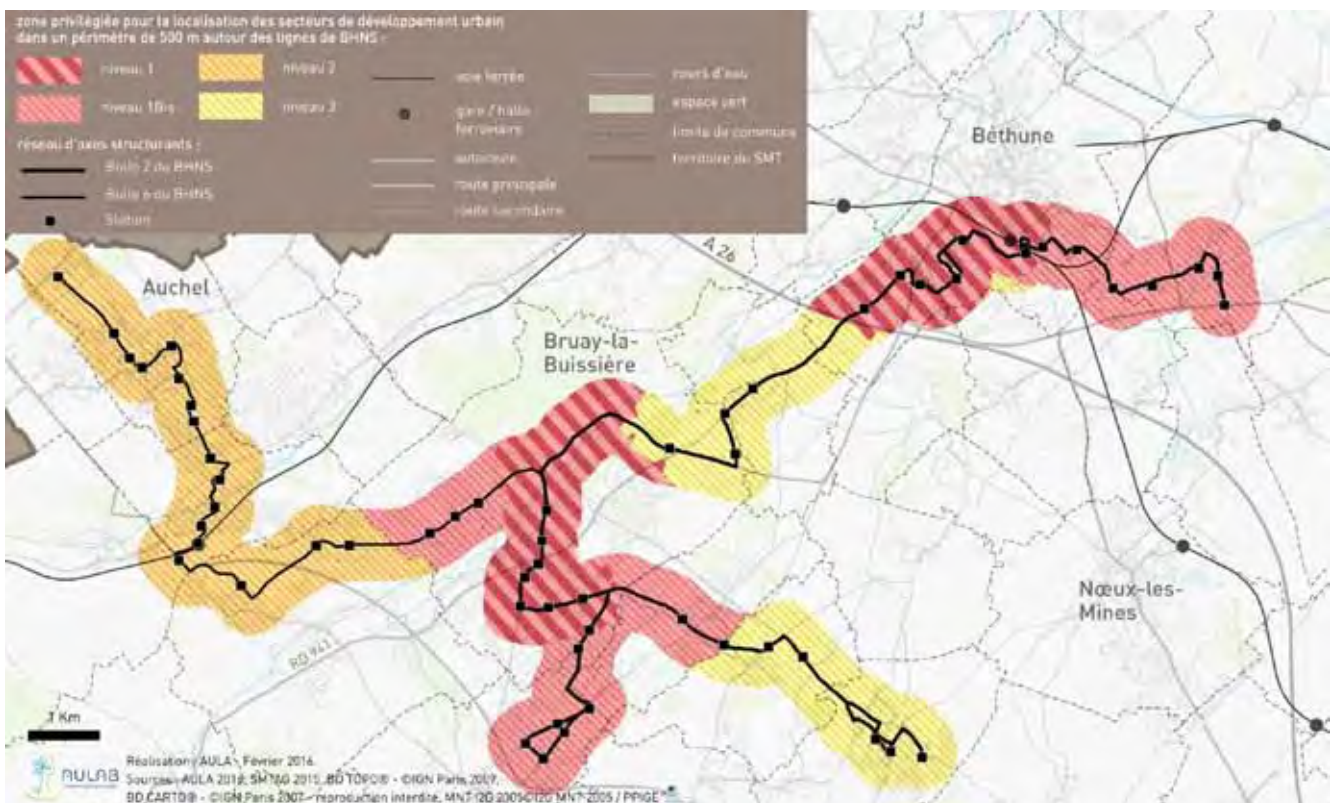 zone privilégiée pour la localisation des secteurs de développement urbain
dans un périmètre de 500 m autour des lignes de BHNS :
niveau 1
niveau 2
niveau 1Bis
niveau 3
réseau d'axes structurants :
Bulle 2 du BHNS
Bulle 6 du BHNS
Station
voie ferrée
gare / halte
ferroviaire
autoroute
route principale
route secondaire
cours d'eau
espace vert
limite de commune
territoire du SMT
Béthune
A 26
Auchel
Bruay-la-
Buissière
Nœux-les-
Mines
RD 941
1 Km
AULAB
Réalisation : AULA - Février 2016.
Sources : AULA SMTAG 2015, BD TOPO® - ©IGN Paris 2007,
BD CARTO® - ©IGN Paris 2007 - reproduction interdite, MNT 2005 / PPIGE